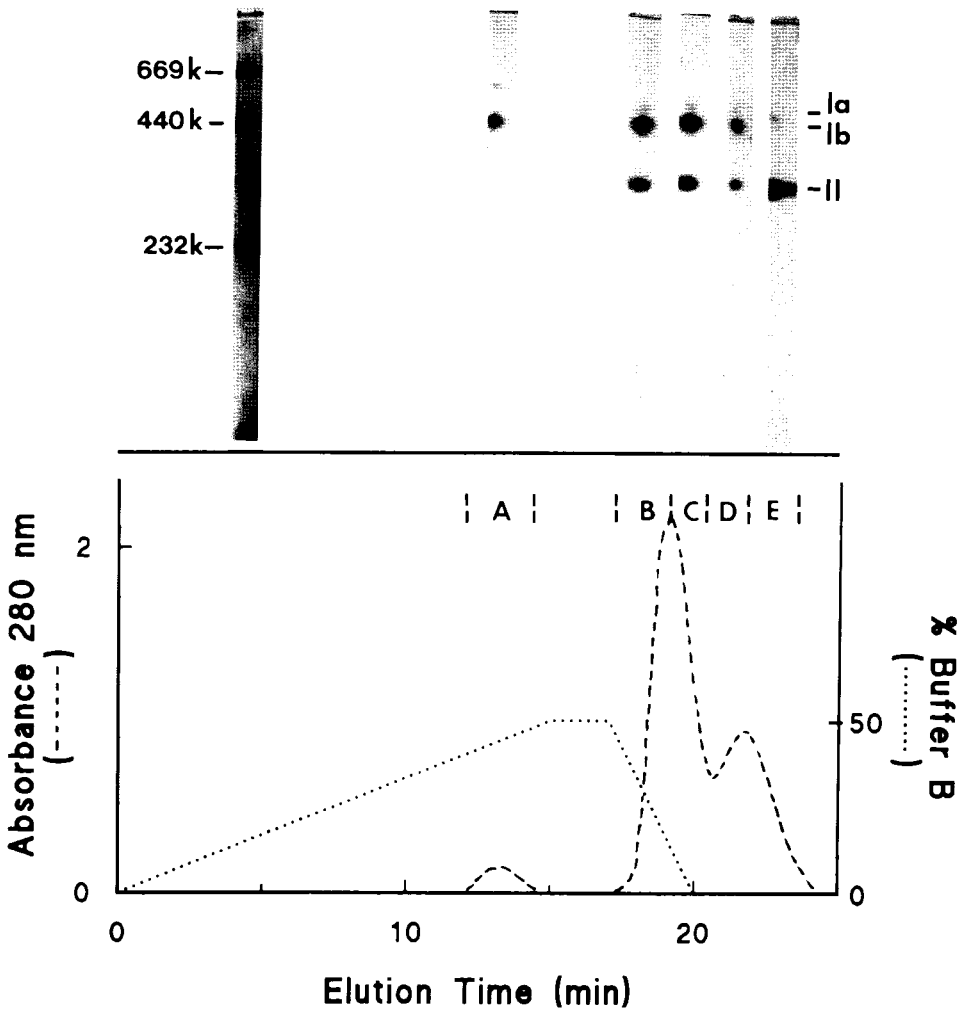 669k
440k
232k
Ia
Ib
II
A B C D E
2
0
Absorbance 280 nm
(-----)
50
0
% Buffer B
(........)
0 10 20
Elution Time (min)